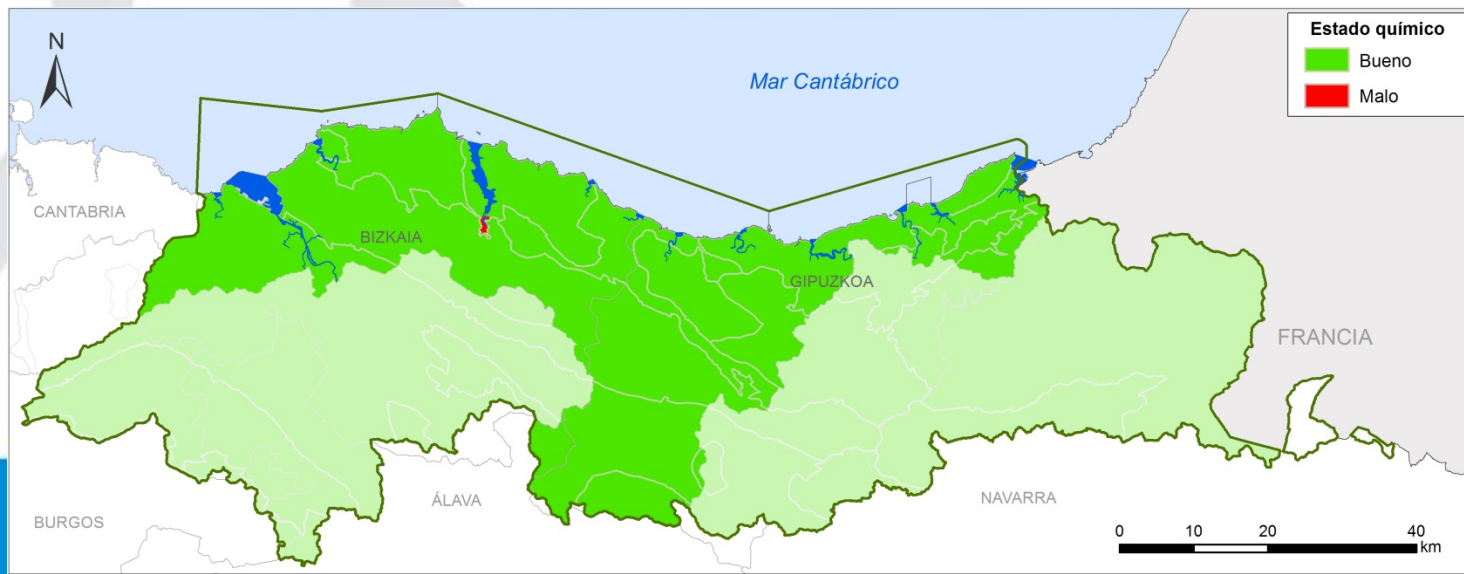 N
Mar Cantábrico
Estado químico
Bueno
Malo
CANTABRIA
BIZKAIA
GIPUZKOA
FRANCIA
ÁLAVA
NAVARRA
BURGOS
0 10 20 40
km